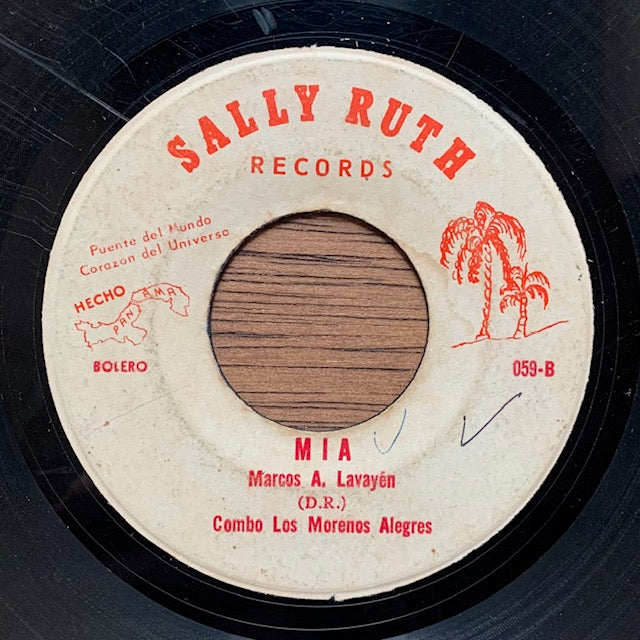 SALLY RUTH
RECORDS
Puente del Mundo
Corazon del Universo
HECHO
PANAMA
BOLERO
059-B
MIA
Marcos A. Lavayén
(D.R.)
Combo Los Morenos Alegres